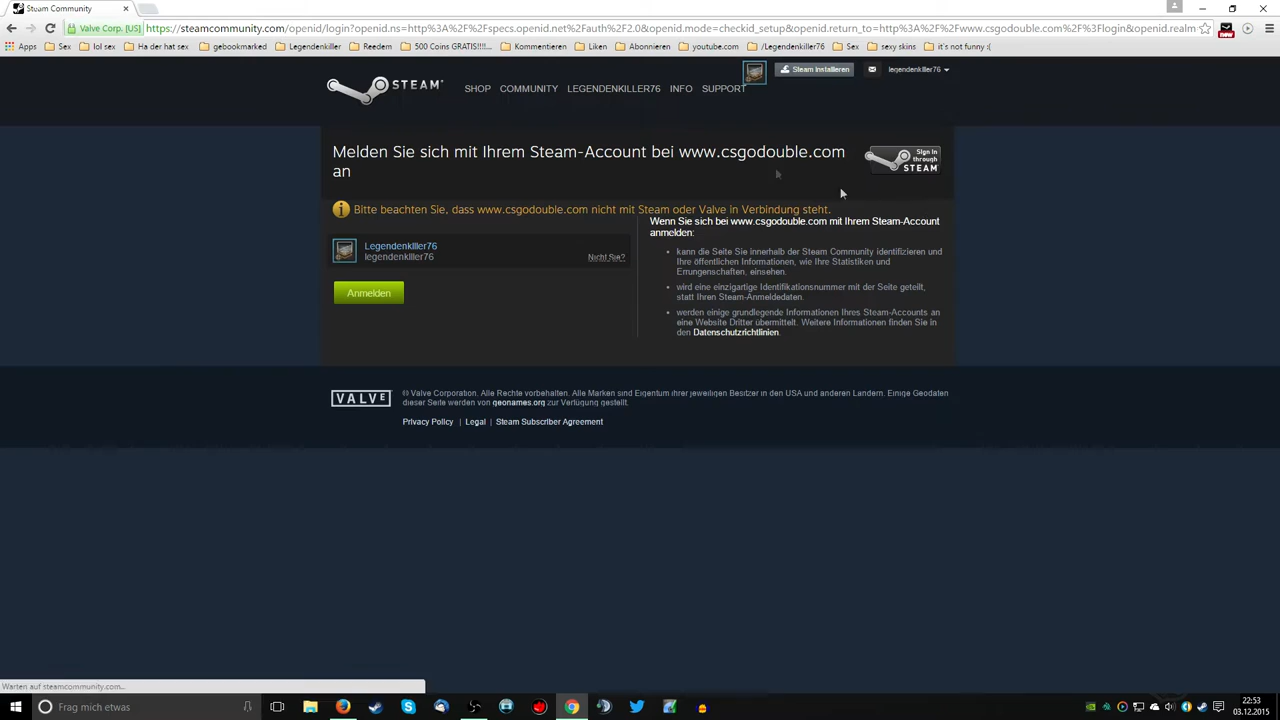 Steam Community
Valve Corp. [US]
https://steamcommunity.com/openid/login?openid.ns=http%3A%2F%2Fspecs.openid.net%2Fauth%2F2.0&openid.mode=checkid_setup&openid.return_to=http%3A%2F%2Fwww.csgodouble.com%2F%3Flogin&openid.realm
new
Apps Sex lol sex Ha der hat sex gebookmarked Legendenkiller Reedem 500 Coins GRATIS!!!!... Kommentieren Liken Abonnieren youtube.com /Legendenkiller76 Sex sexy skins it's not funny :(
STEAM
SHOP COMMUNITY LEGENDENKILLER76 INFO SUPPORT
Steam installieren
legendenkiller76
Melden Sie sich mit Ihrem Steam-Account bei www.csgodouble.com
an
Sign in
through
STEAM
Bitte beachten Sie, dass www.csgodouble.com nicht mit Steam oder Valve in Verbindung steht.
Legendenkiller76
legendenkiller76
Nicht Sie?
Anmelden
Wenn Sie sich bei www.csgodouble.com mit Ihrem Steam-Account
anmelden:
kann die Seite Sie innerhalb der Steam Community identifizieren und
Ihre öffentlichen Informationen, wie Ihre Statistiken und
Errungenschaften, einsehen.
wird eine einzigartige Identifikationsnummer mit der Seite geteilt,
statt Ihren Steam-Anmeldedaten.
werden einige grundlegende Informationen Ihres Steam-Accounts an
eine Website Dritter übermittelt. Weitere Informationen finden Sie in
den Datenschutzrichtlinien.
VALVE
© Valve Corporation. Alle Rechte vorbehalten. Alle Marken sind Eigentum ihrer jeweiligen Besitzer in den USA und anderen Ländern. Einige Geodaten
dieser Seite werden von geonames.org zur Verfügung gestellt.
Privacy Policy | Legal | Steam Subscriber Agreement
Warten auf steamcommunity.com...
Frag mich etwas
22:53
03.12.2015